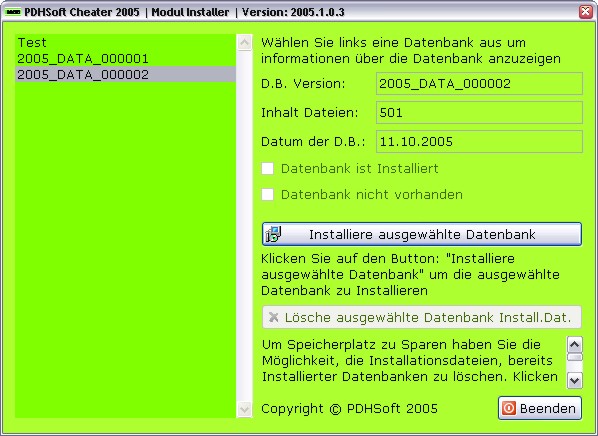 PDHSoft Cheater 2005 | Modul Installer | Version: 2005.1.0.3
Test
2005_DATA_000001
2005_DATA_000002
Wählen Sie links eine Datenbank aus um
informationen über die Datenbank anzuzeigen
D.B. Version: 2005_DATA_000002
Inhalt Dateien: 501
Datum der D.B.: 11.10.2005
Datenbank ist Installiert
Datenbank nicht vorhanden
Installiere ausgewählte Datenbank
Klicken Sie auf den Button: "Installiere
ausgewählte Datenbank" um die ausgewählte
Datenbank zu Installieren
Lösche ausgewählte Datenbank Install.Dat.
Um Speicherplatz zu Sparen haben Sie die
Möglichkeit, die Installationsdateien, bereits
Installierter Datenbanken zu löschen. Klicken
Copyright © PDHSoft 2005
Beenden